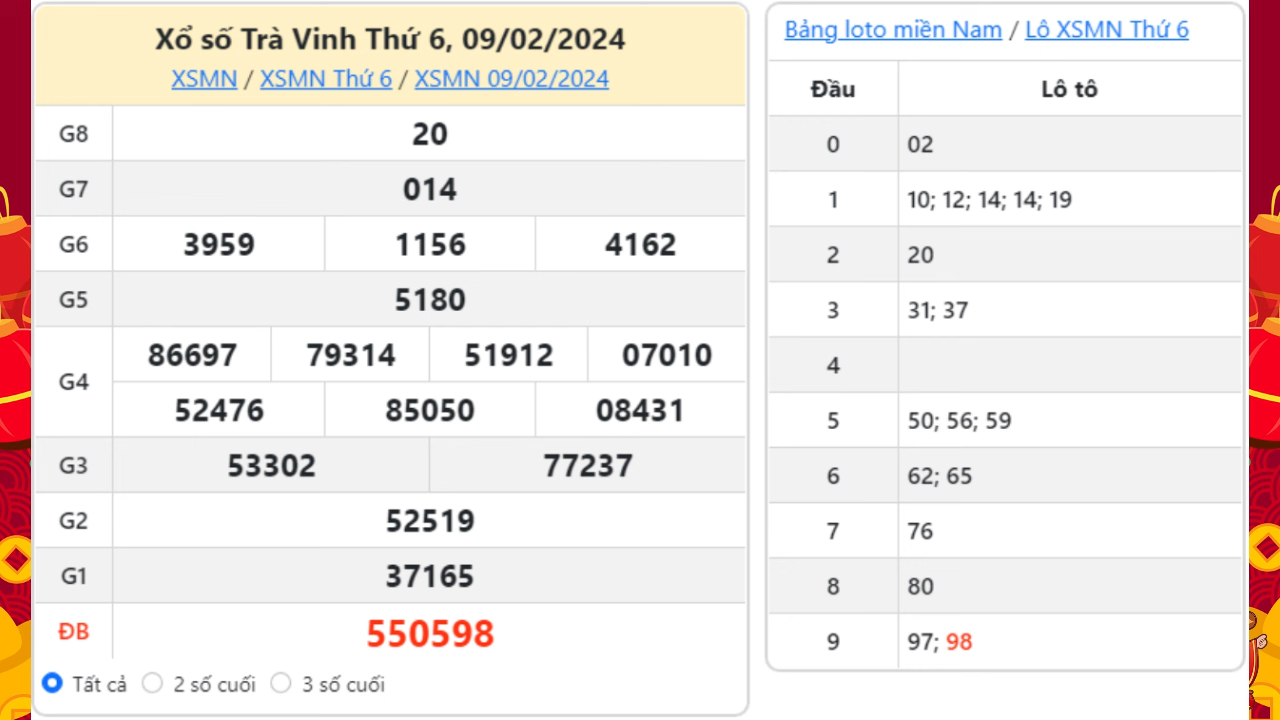 Xổ số Trà Vinh Thứ 6, 09/02/2024
XSMN / XSMN Thứ 6 / XSMN 09/02/2024
G8 20
G7 014
G6 3959 1156 4162
G5 5180
G4 86697 79314 51912 07010
52476 85050 08431
G3 53302 77237
G2 52519
G1 37165
ĐB 550598
Tất cả 2 số cuối 3 số cuối
Bảng loto miền Nam / Lô XSMN Thứ 6
Đầu Lô tô
0 02
1 10; 12; 14; 14; 19
2 20
3 31; 37
4
5 50; 56; 59
6 62; 65
7 76
8 80
9 97; 98